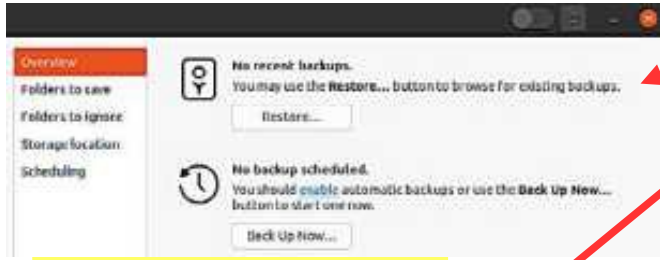 Overview
Folders to save
Folders to ignore
Storage location
Scheduling
No recent backups.
You may use the Restore... button to browse for existing backups.
Restore...
No backup scheduled.
You should enable automatic backups or use the Back Up Now...
button to start one now.
Back Up Now...